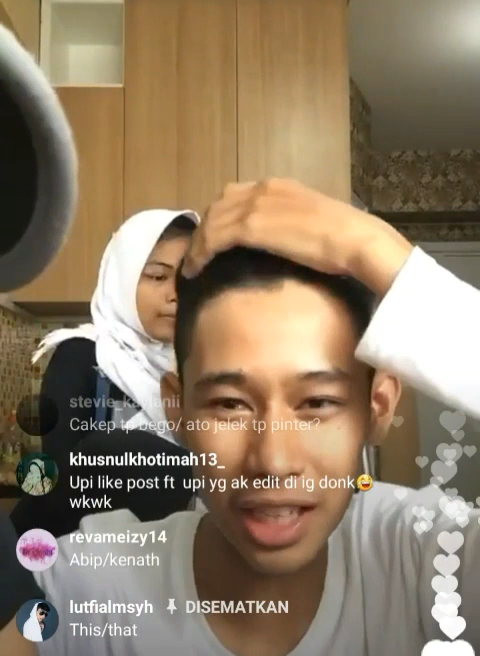 stevie_
Cakep tp bego/ ato jelek tp pinter?
khusnulkhotimah13_
Upi like post ft upi yg ak edit di ig donk😂
wkwk
revameizy14
Abip/kenath
lutfialmsyh 📌 DISEMATKAN
This/that